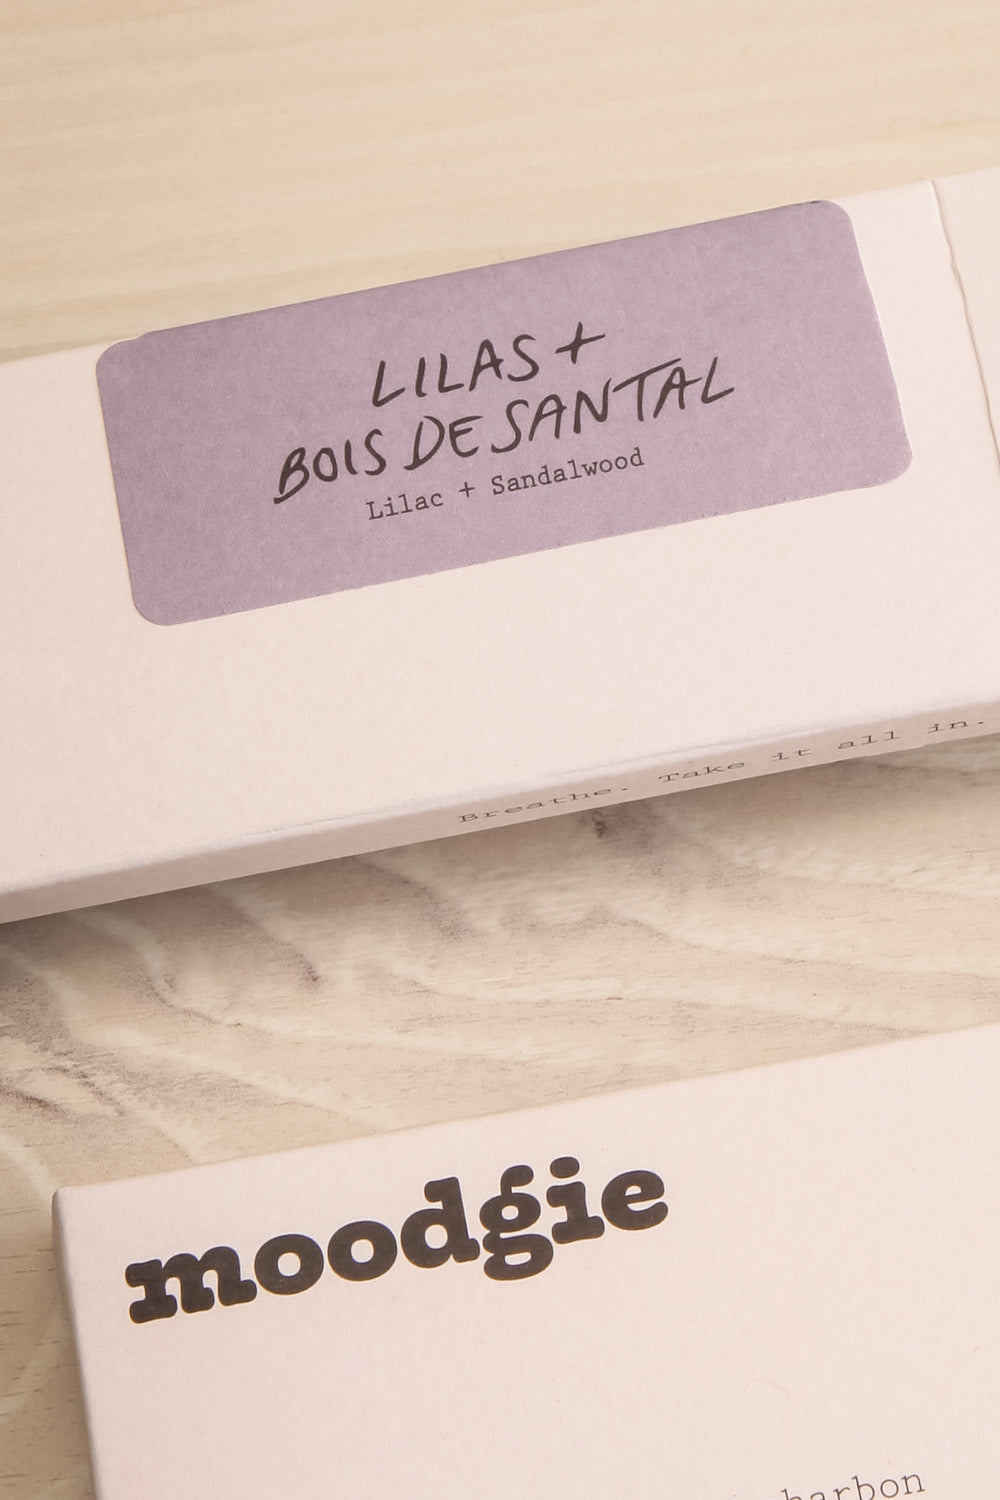 LILAS +
BOIS DE SANTAL
Lilac + Sandalwood
Breathe. Take it all in.
moodgie